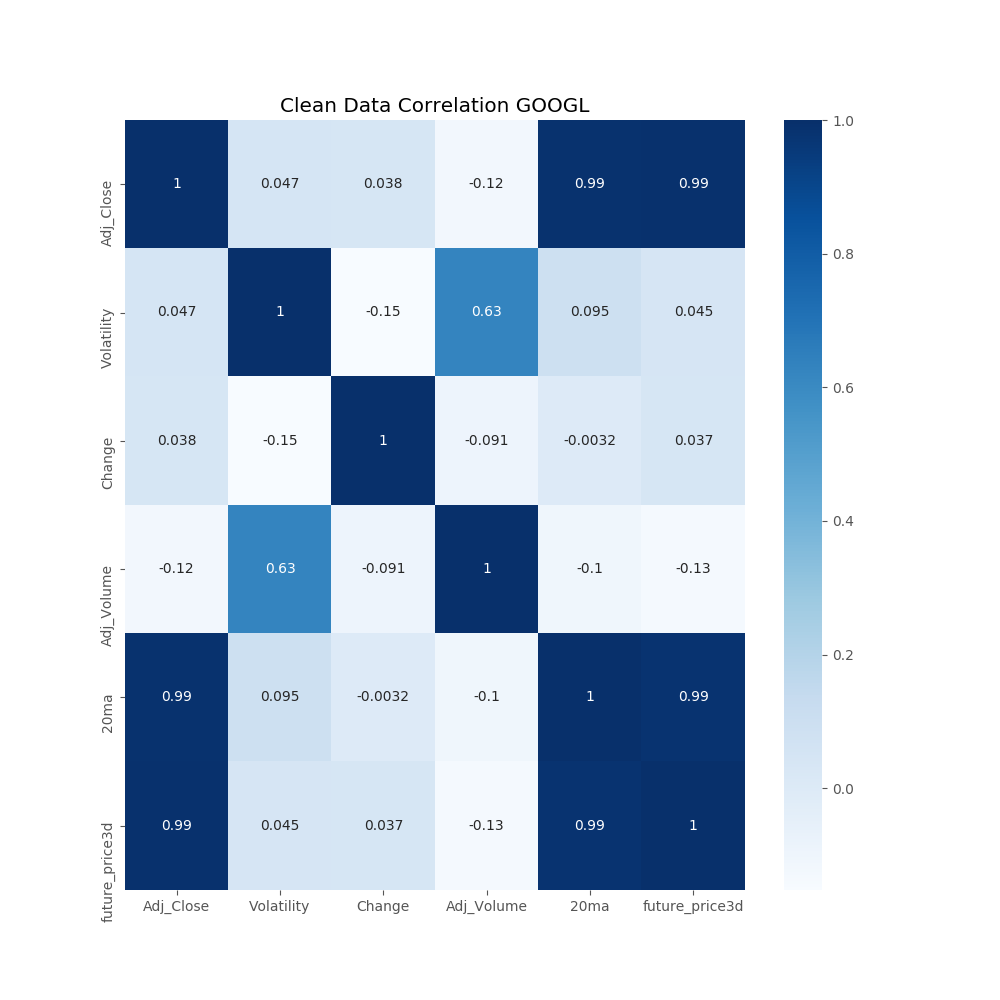 Clean Data Correlation GOOGL
Adj_Close 1 0.047 0.038 -0.12 0.99 0.99
Volatility 0.047 1 -0.15 0.63 0.095 0.045
Change 0.038 -0.15 1 -0.091 -0.0032 0.037
Adj_Volume -0.12 0.63 -0.091 1 -0.1 -0.13
20ma 0.99 0.095 -0.0032 -0.1 1 0.99
future_price3d 0.99 0.045 0.037 -0.13 0.99 1
Adj_Close Volatility Change Adj_Volume 20ma future_price3d
1.0
0.8
0.6
0.4
0.2
0.0